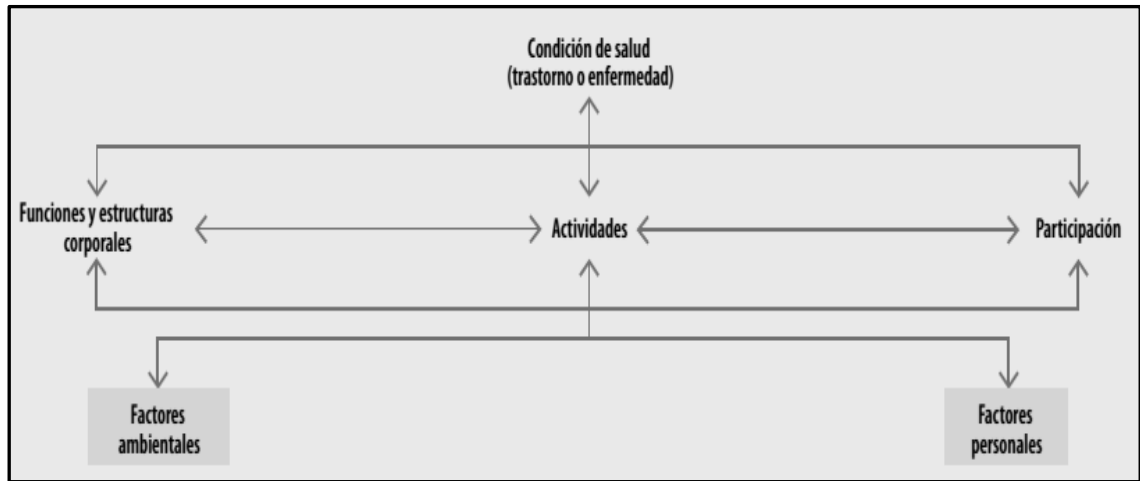 Condición de salud
(trastorno o enfermedad)
Funciones y estructuras
corporales
Actividades
Participación
Factores
ambientales
Factores
personales